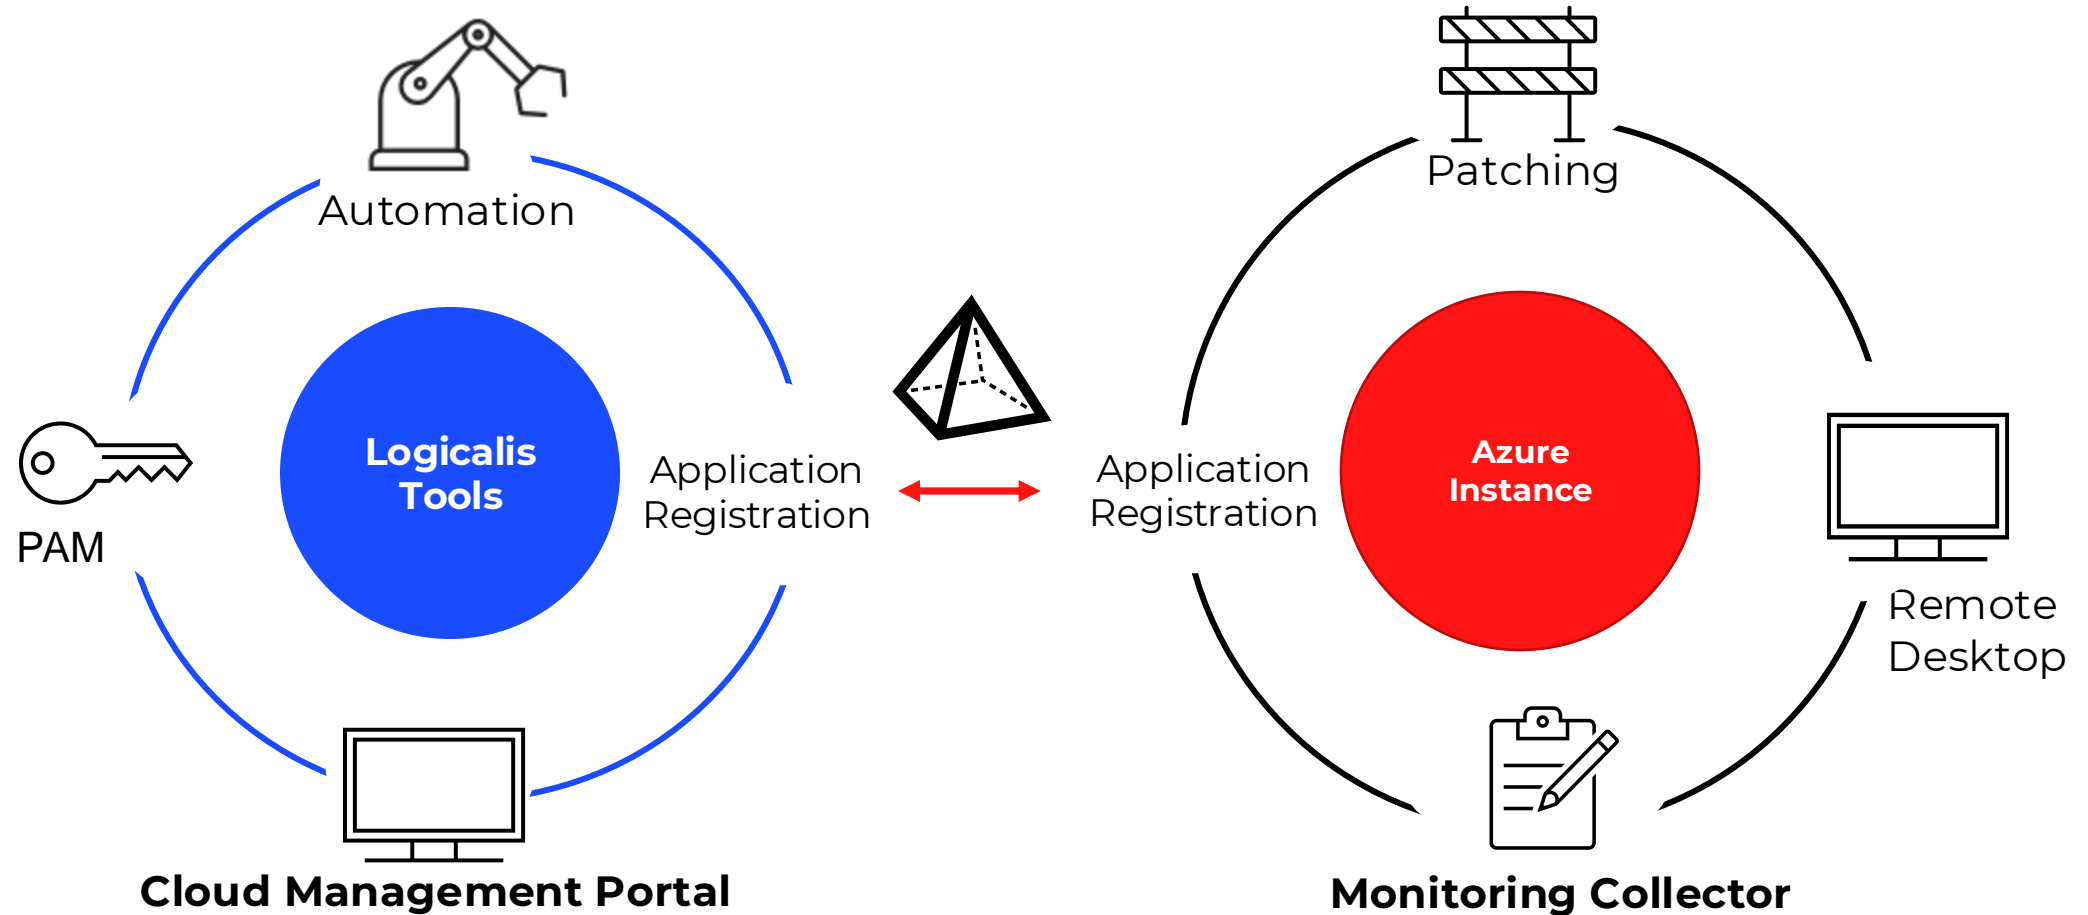 Automation
PAM
Logicalis
Tools
Application
Registration
Cloud Management Portal
Patching
Application
Registration
Azure
Instance
Remote
Desktop
Monitoring Collector